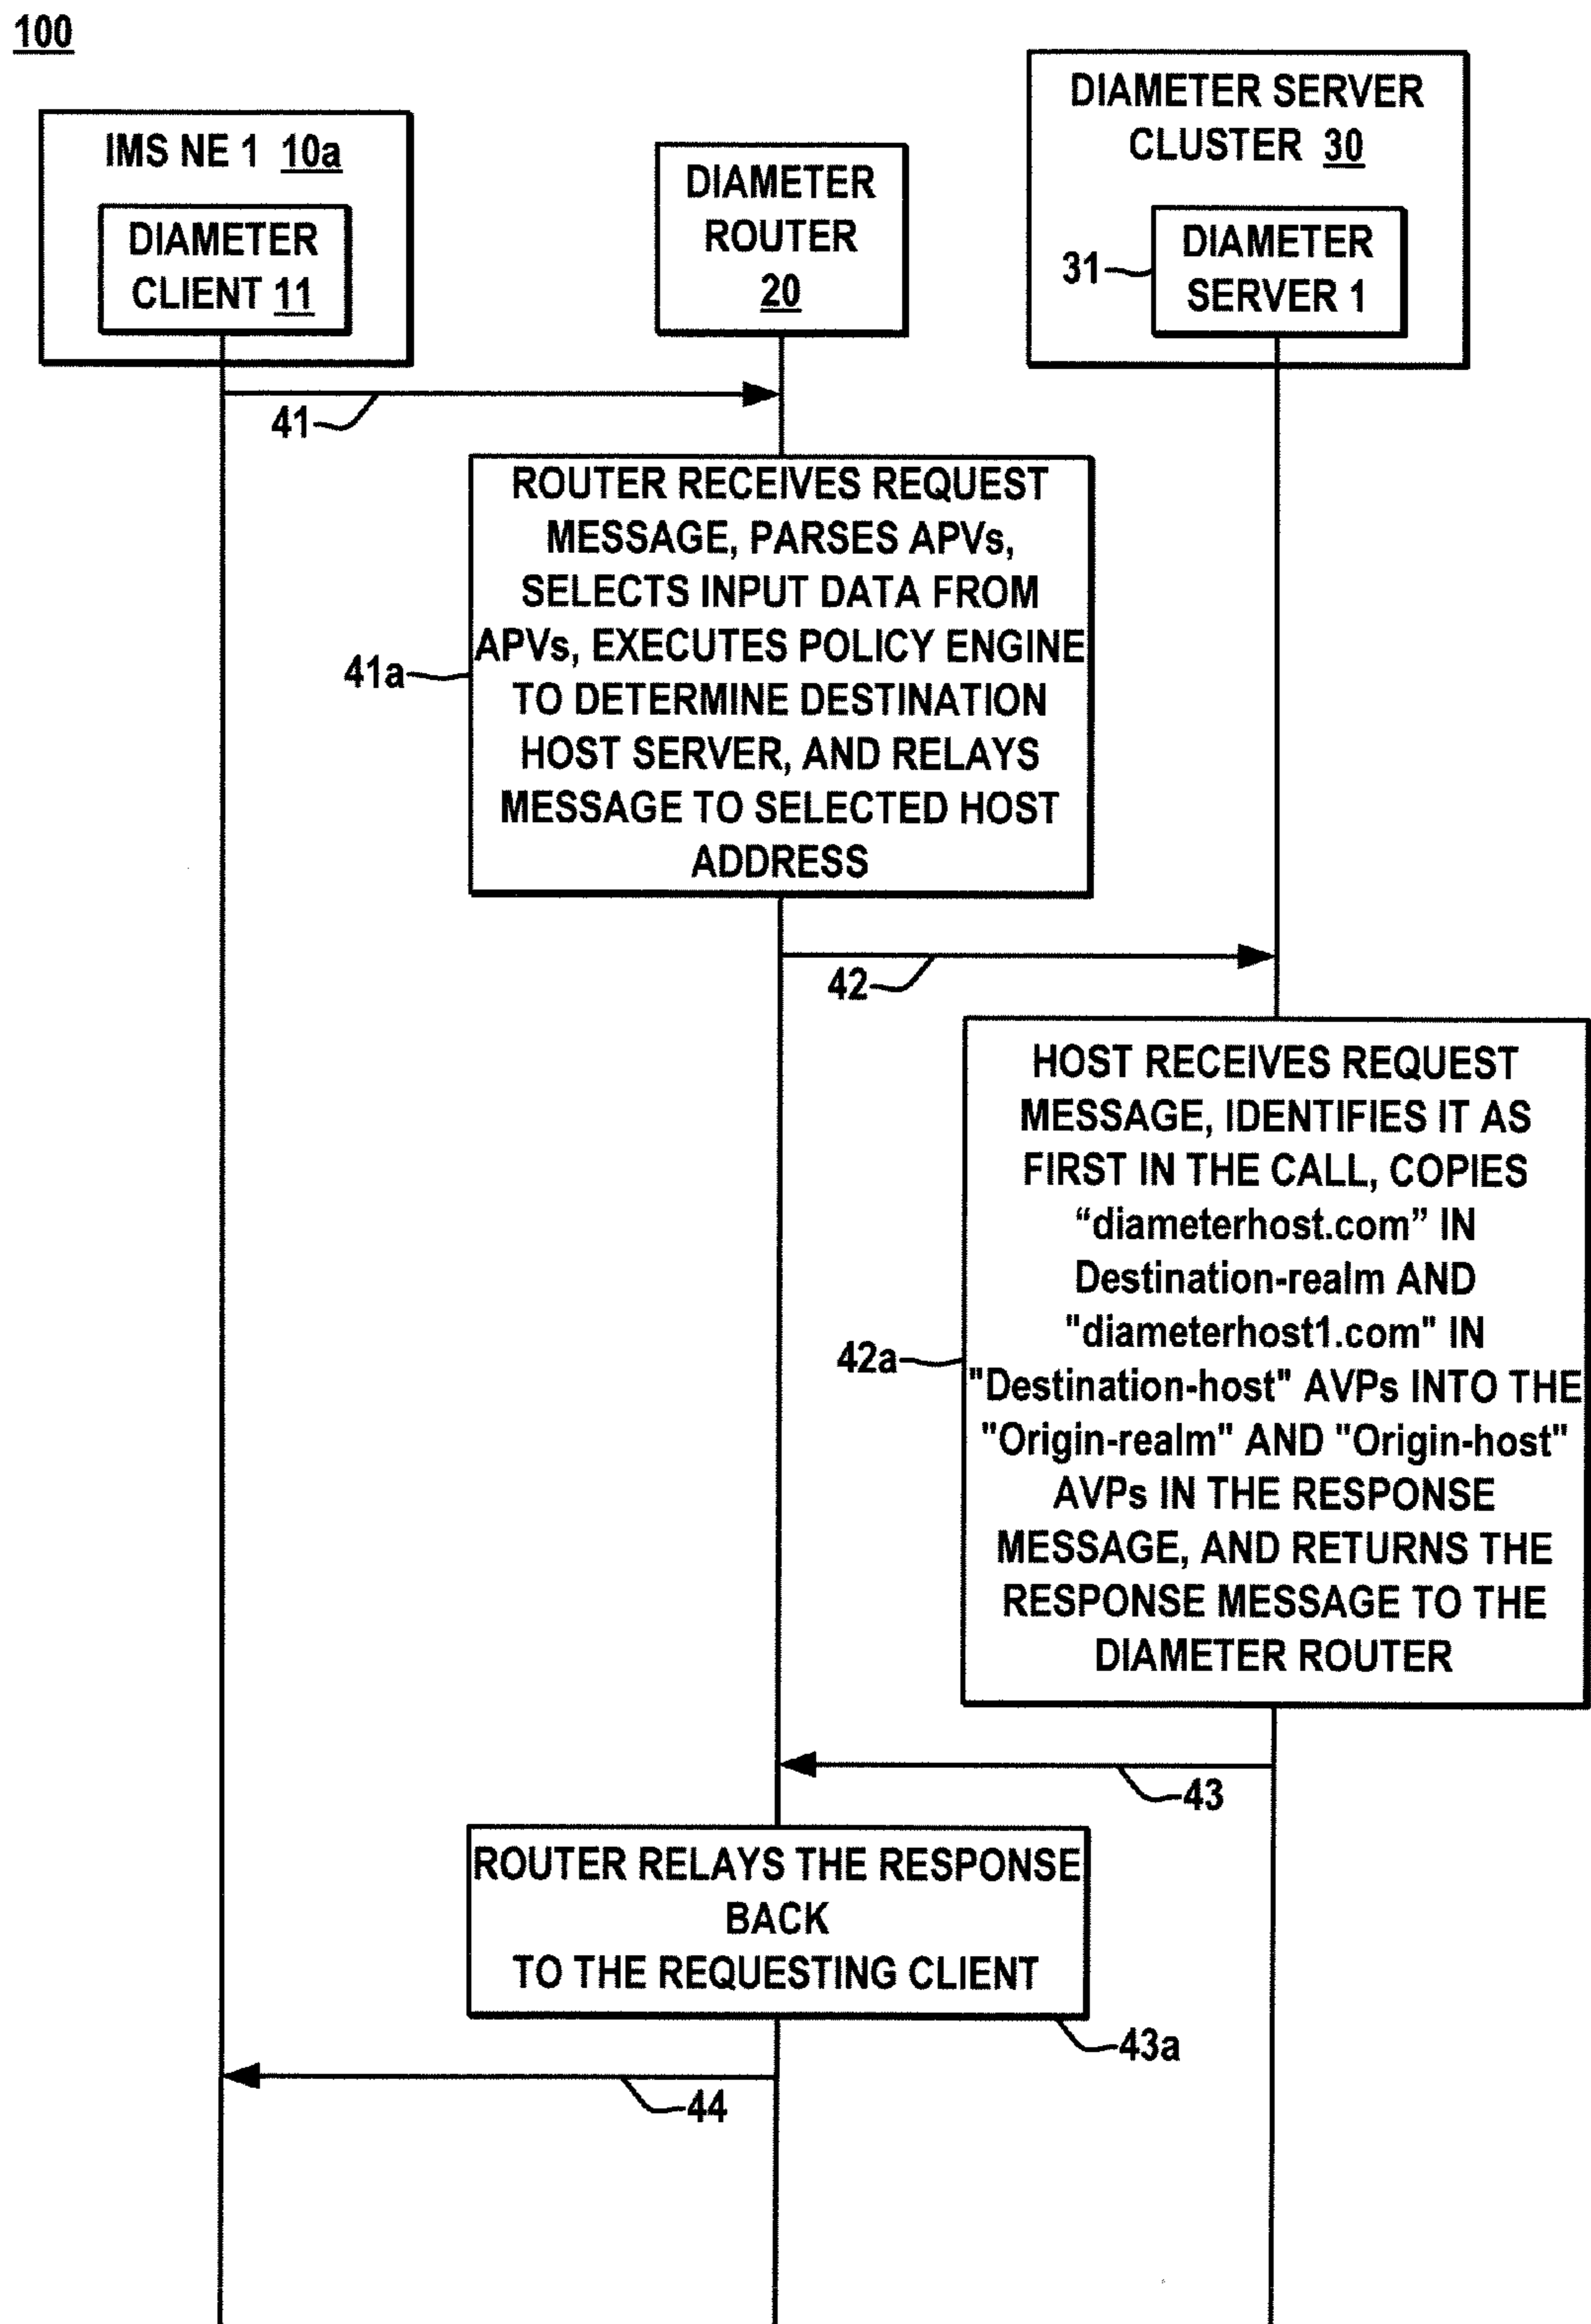 100
IMS NE 1 10a
DIAMETER
CLIENT 11
DIAMETER
ROUTER
20
DIAMETER SERVER
CLUSTER 30
31
DIAMETER
SERVER 1
41
ROUTER RECEIVES REQUEST
MESSAGE, PARSES APVs,
SELECTS INPUT DATA FROM
APVs, EXECUTES POLICY ENGINE
TO DETERMINE DESTINATION
HOST SERVER, AND RELAYS
MESSAGE TO SELECTED HOST
ADDRESS
41a
42
HOST RECEIVES REQUEST
MESSAGE, IDENTIFIES IT AS
FIRST IN THE CALL, COPIES
“diameterhost.com” IN
Destination-realm AND
"diameterhost1.com" IN
"Destination-host" AVPs INTO THE
"Origin-realm" AND "Origin-host"
AVPs IN THE RESPONSE
MESSAGE, AND RETURNS THE
RESPONSE MESSAGE TO THE
DIAMETER ROUTER
42a
43
ROUTER RELAYS THE RESPONSE
BACK
TO THE REQUESTING CLIENT
43a
44